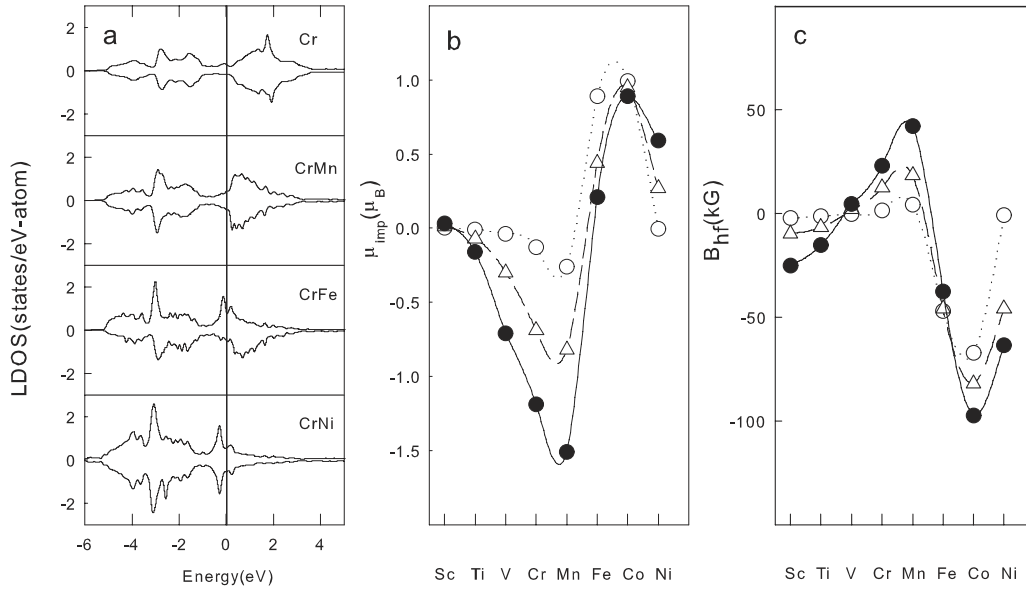 a
LDOS(states/eV-atom)
2
0
-2
Cr
2
0
-2
CrMn
2
0
-2
CrFe
2
0
-2
CrNi
-6 -4 -2 0 2 4
Energy(eV)
b
μimp(μB)
1.0
0.5
0.0
-0.5
-1.0
-1.5
Sc Ti V Cr Mn Fe Co Ni
c
Bhf(kG)
50
0
-50
-100
Sc Ti V Cr Mn Fe Co Ni